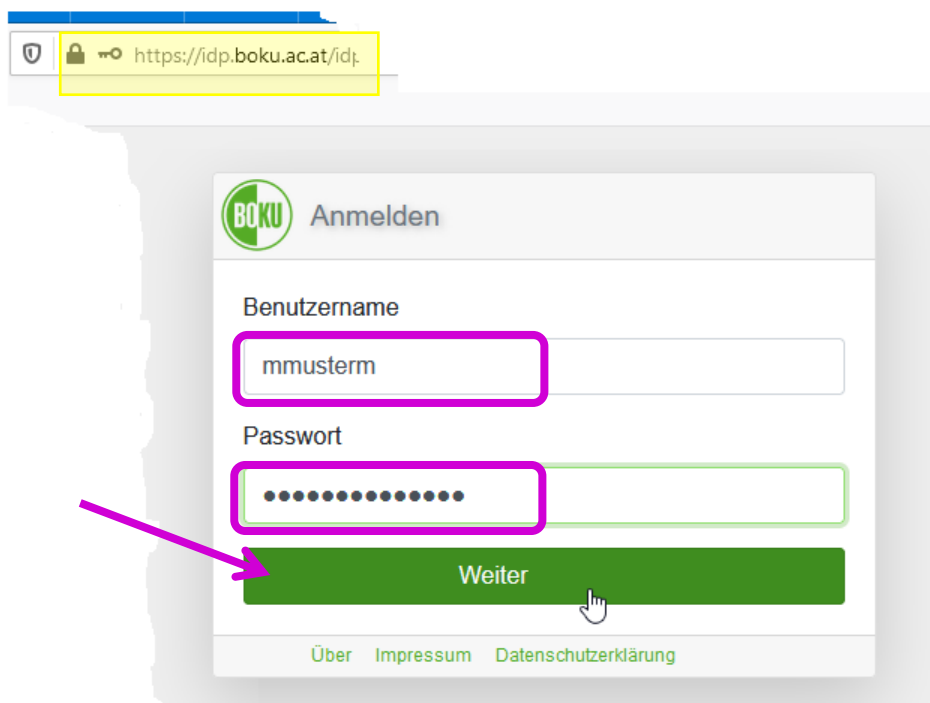 https://idp.boku.ac.at/idp
BOKU Anmelden
Benutzername
mmusterm
Passwort
••••••••••••••
Weiter
Über Impressum Datenschutzerklärung